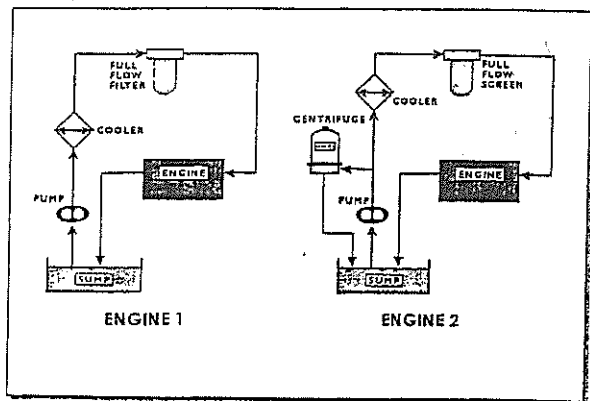 FULL
FLOW
FILTER
COOLER
ENGINE
PUMP
SUMP
ENGINE 1
FULL
FLOW
SCREEN
COOLER
CENTRIFUGE
ENGINE
PUMP
SUMP
ENGINE 2